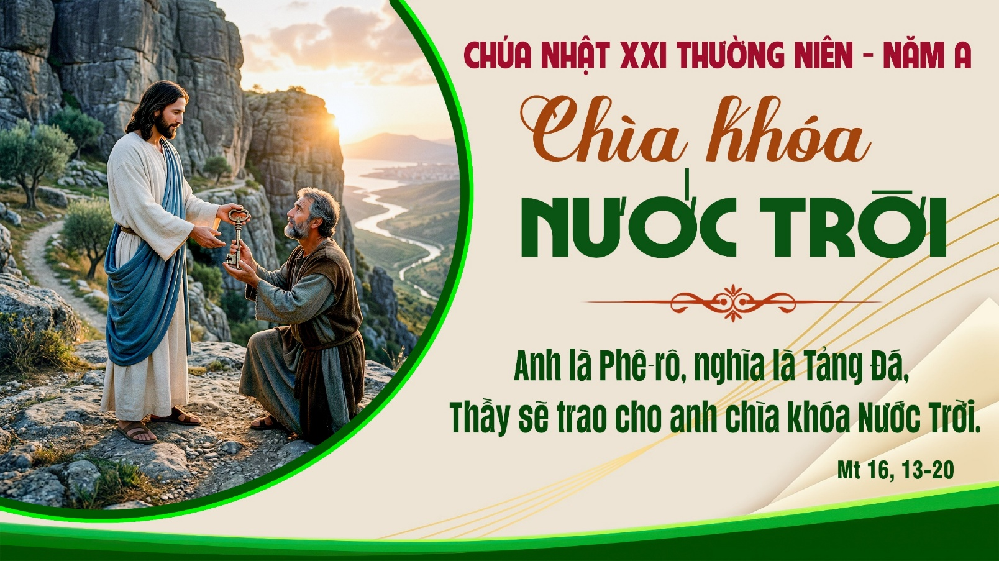 CHÚA NHẬT XXI THƯỜNG NIÊN - NĂM A
Chìa khóa
NƯỚC TRỜI
Anh là Phê-rô, nghĩa là Tảng Đá,
Thầy sẽ trao cho anh chìa khóa Nước Trời.
Mt 16, 13-20